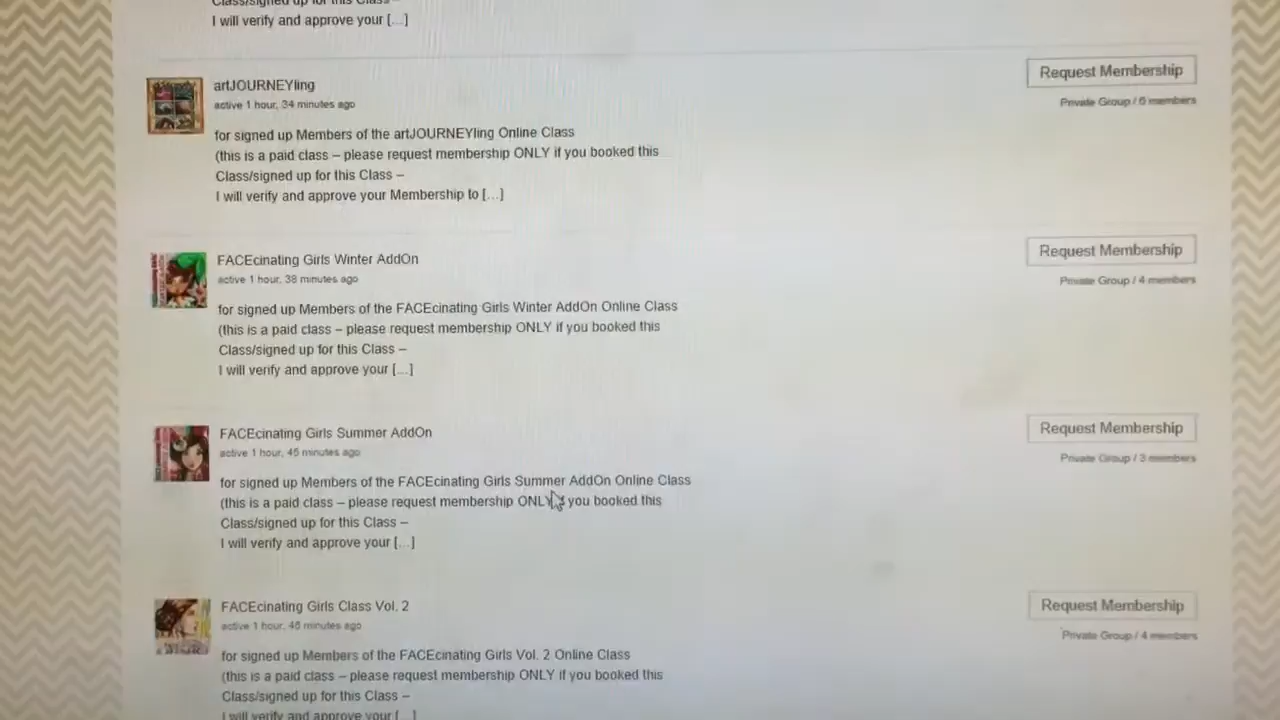 I will verify and approve your [...]
artJOURNEYling
active 1 hour, 34 minutes ago
Request Membership
Private Group / 6 members
for signed up Members of the artJOURNEYling Online Class
(this is a paid class – please request membership ONLY if you booked this
Class/signed up for this Class –
I will verify and approve your Membership to [...]
FACEcinating Girls Winter AddOn
active 1 hour, 38 minutes ago
Request Membership
Private Group / 4 members
for signed up Members of the FACEcinating Girls Winter AddOn Online Class
(this is a paid class – please request membership ONLY if you booked this
Class/signed up for this Class –
I will verify and approve your [...]
FACEcinating Girls Summer AddOn
active 1 hour, 45 minutes ago
Request Membership
Private Group / 3 members
for signed up Members of the FACEcinating Girls Summer AddOn Online Class
(this is a paid class – please request membership ONLY if you booked this
Class/signed up for this Class –
I will verify and approve your [...]
FACEcinating Girls Class Vol. 2
active 1 hour, 48 minutes ago
Request Membership
Private Group / 4 members
for signed up Members of the FACEcinating Girls Vol. 2 Online Class
(this is a paid class – please request membership ONLY if you booked this
Class/signed up for this Class –
I will verify and approve your [...]